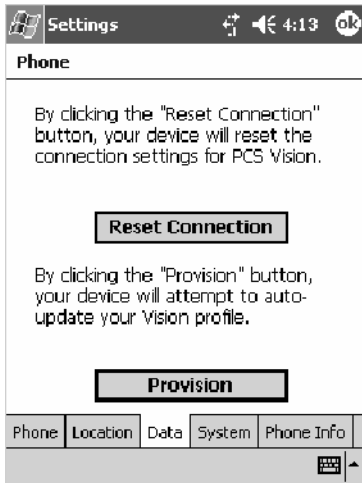 Settings 4:13 ok
Phone
By clicking the "Reset Connection"
button, your device will reset the
connection settings for PCS Vision.
Reset Connection
By clicking the "Provision" button,
your device will attempt to auto-
update your Vision profile.
Provision
Phone Location Data System Phone Info